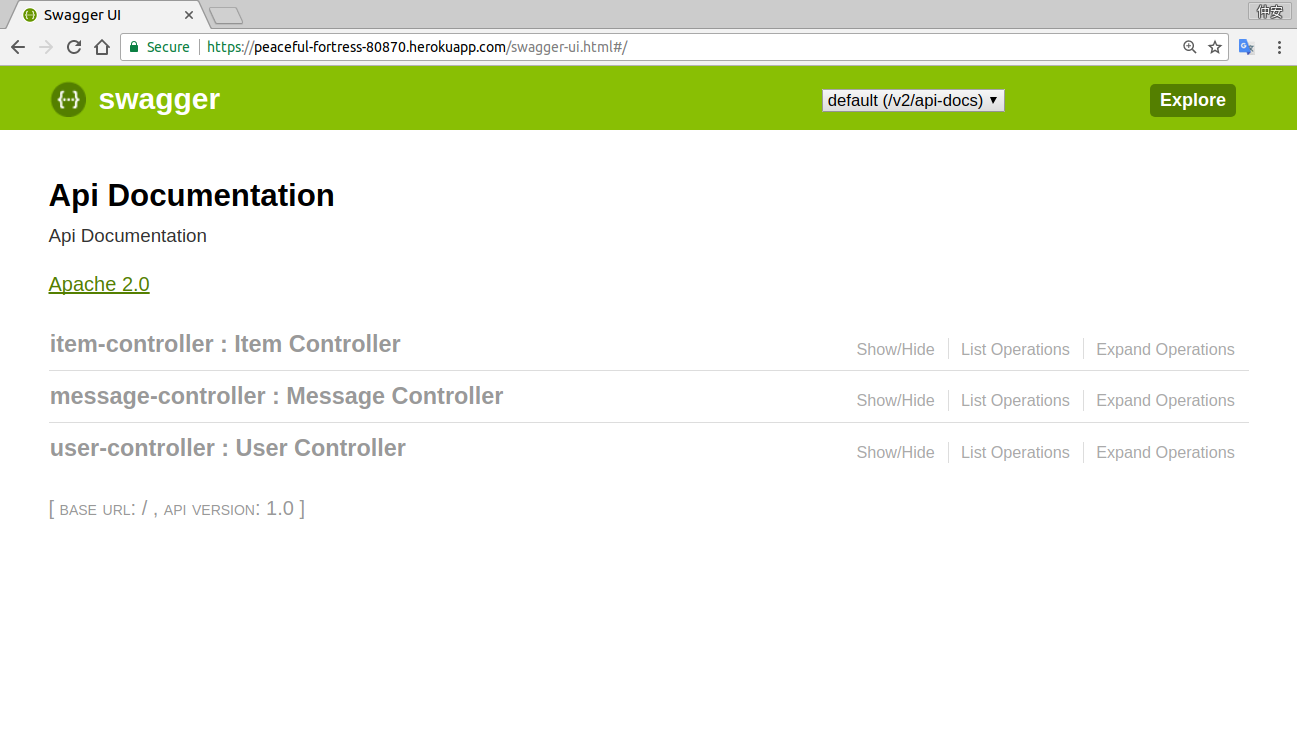 Swagger UI
仲安
Secure https://peaceful-fortress-80870.herokuapp.com/swagger-ui.html#/
{···} swagger default (/v2/api-docs) Explore
Api Documentation
Api Documentation
Apache 2.0
item-controller : Item Controller Show/Hide List Operations Expand Operations
message-controller : Message Controller Show/Hide List Operations Expand Operations
user-controller : User Controller Show/Hide List Operations Expand Operations
[ BASE URL: / , API VERSION: 1.0 ]